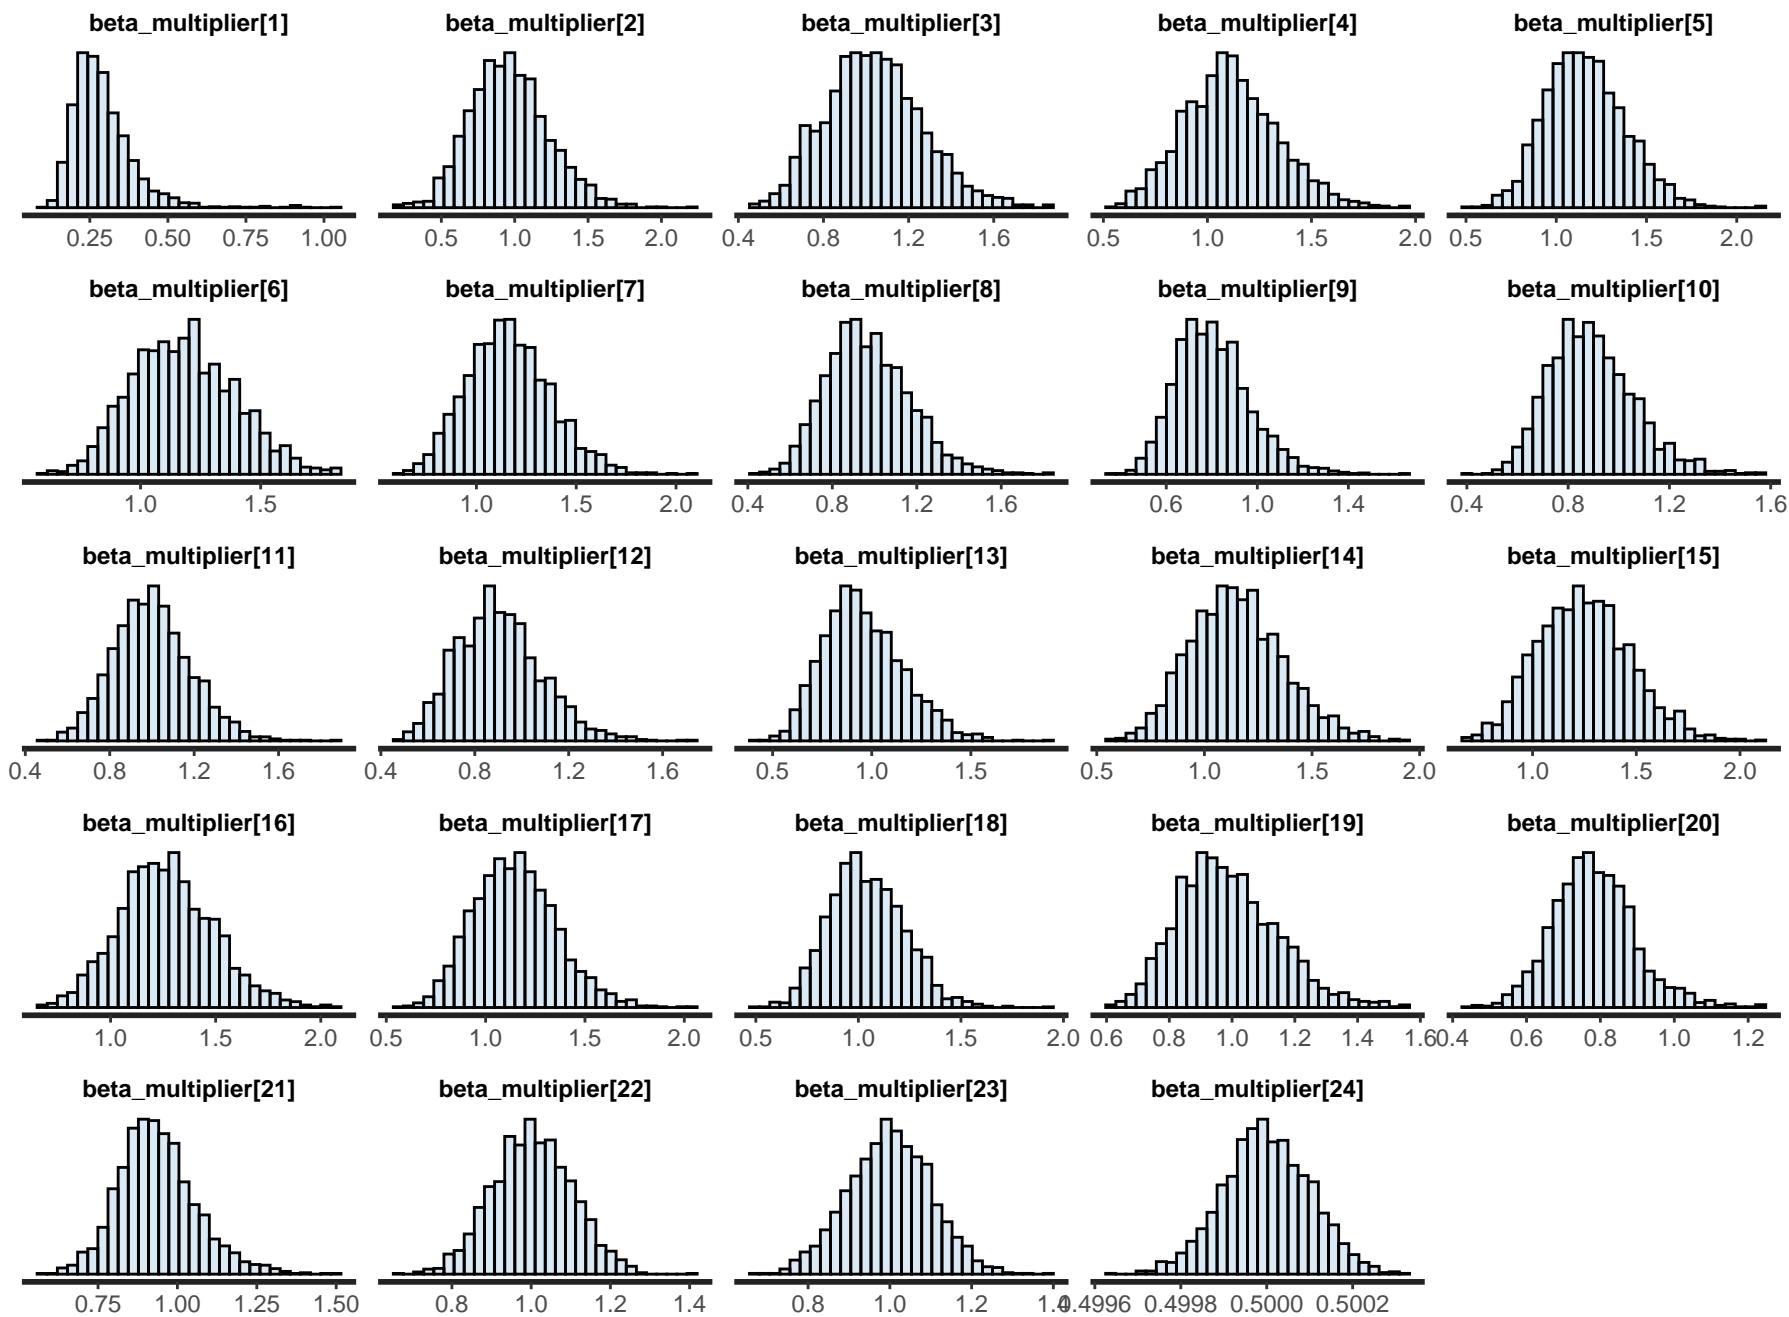 beta_multiplier[1] beta_multiplier[2] beta_multiplier[3] beta_multiplier[4] beta_multiplier[5]
0.25 0.50 0.75 1.00 0.5 1.0 1.5 2.0 0.4 0.8 1.2 1.6 0.5 1.0 1.5 2.0 0.5 1.0 1.5 2.0
beta_multiplier[6] beta_multiplier[7] beta_multiplier[8] beta_multiplier[9] beta_multiplier[10]
1.0 1.5 1.0 1.5 2.0 0.4 0.8 1.2 1.6 0.6 1.0 1.4 0.4 0.8 1.2 1.6
beta_multiplier[11] beta_multiplier[12] beta_multiplier[13] beta_multiplier[14] beta_multiplier[15]
0.4 0.8 1.2 1.6 0.4 0.8 1.2 1.6 0.5 1.0 1.5 0.5 1.0 1.5 2.0 1.0 1.5 2.0
beta_multiplier[16] beta_multiplier[17] beta_multiplier[18] beta_multiplier[19] beta_multiplier[20]
1.0 1.5 2.0 0.5 1.0 1.5 2.0 0.5 1.0 1.5 2.0 0.6 0.8 1.0 1.2 1.4 1.6 0.4 0.6 0.8 1.0 1.2
beta_multiplier[21] beta_multiplier[22] beta_multiplier[23] beta_multiplier[24]
0.75 1.00 1.25 1.50 0.8 1.0 1.2 1.4 0.8 1.0 1.2 1.4 0.4996 0.4998 0.5000 0.5002